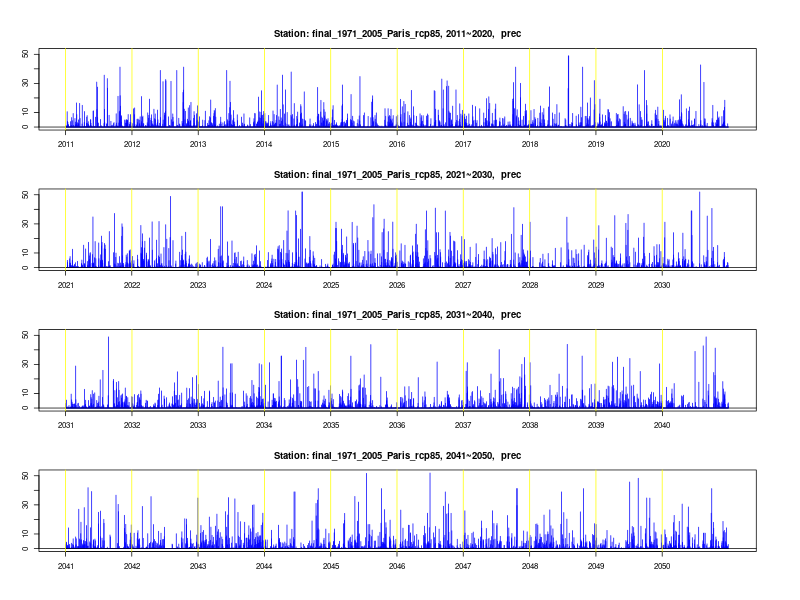 Station: final_1971_2005_Paris_rcp85, 2011~2020, prec
50
30
10
0
2011 2012 2013 2014 2015 2016 2017 2018 2019 2020
Station: final_1971_2005_Paris_rcp85, 2021~2030, prec
50
30
10
0
2021 2022 2023 2024 2025 2026 2027 2028 2029 2030
Station: final_1971_2005_Paris_rcp85, 2031~2040, prec
50
30
10
0
2031 2032 2033 2034 2035 2036 2037 2038 2039 2040
Station: final_1971_2005_Paris_rcp85, 2041~2050, prec
50
30
10
0
2041 2042 2043 2044 2045 2046 2047 2048 2049 2050